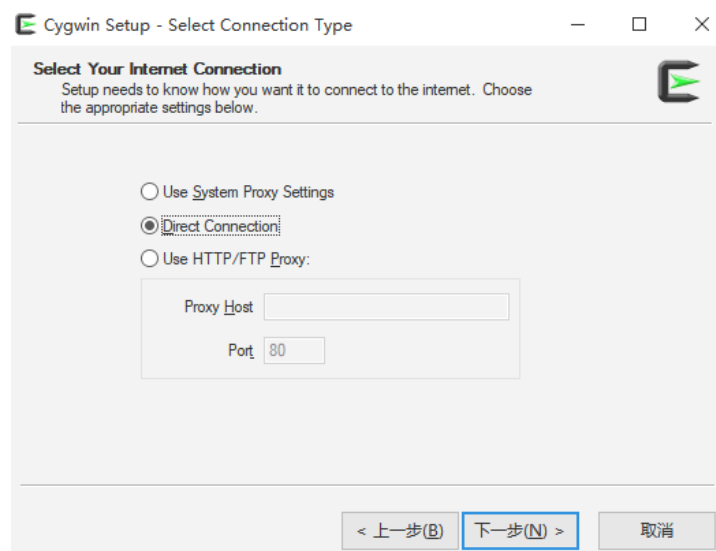 Cygwin Setup - Select Connection Type
Select Your Internet Connection
Setup needs to know how you want it to connect to the internet. Choose
the appropriate settings below.
Use System Proxy Settings
Direct Connection
Use HTTP/FTP Proxy:
Proxy Host
Port 80
< 上一步(B) 下一步(N) > 取消